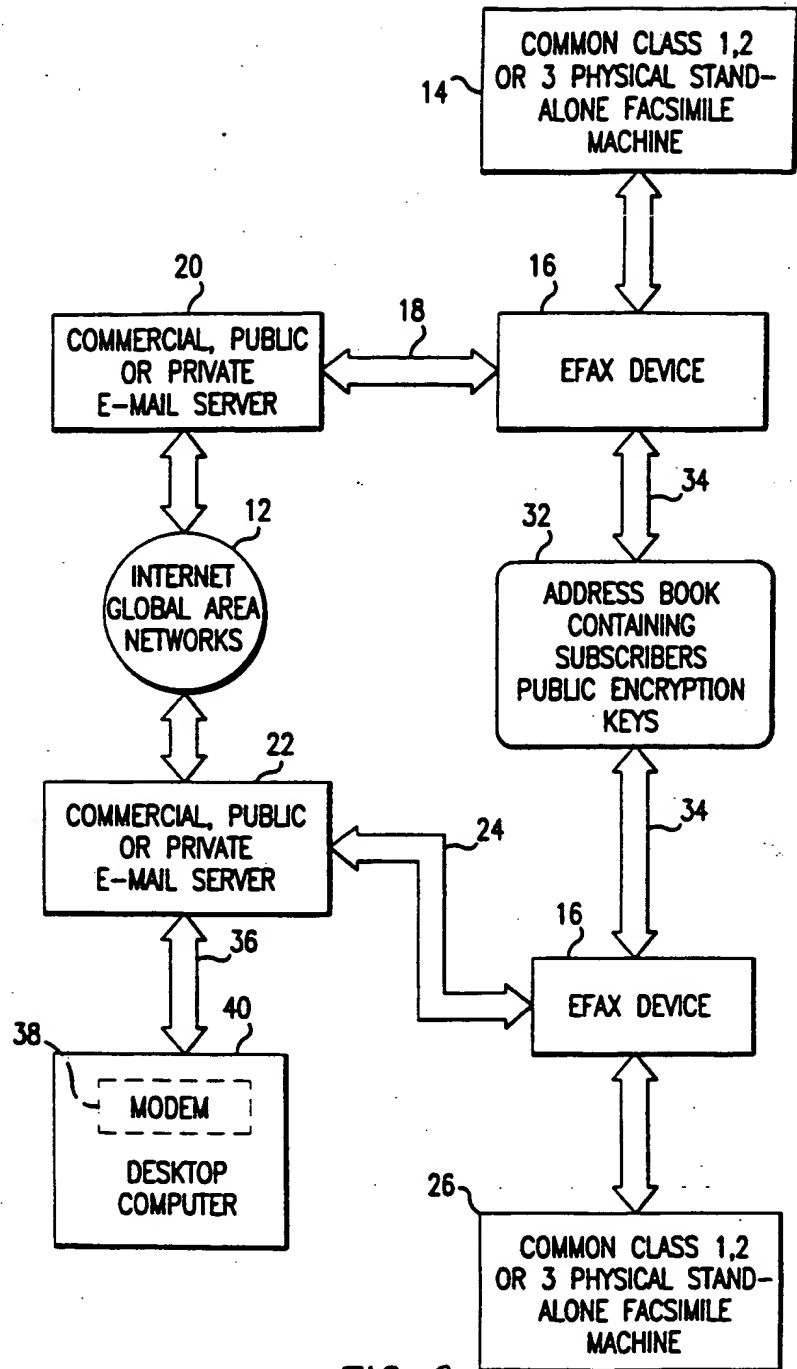 COMMON CLASS 1,2
OR 3 PHYSICAL STAND-
ALONE FACSIMILE
MACHINE
14
20
16
18
COMMERCIAL, PUBLIC
OR PRIVATE
E-MAIL SERVER
EFAX DEVICE
34
12
32
INTERNET
GLOBAL AREA
NETWORKS
ADDRESS BOOK
CONTAINING
SUBSCRIBERS
PUBLIC ENCRYPTION
KEYS
22
COMMERCIAL, PUBLIC
OR PRIVATE
E-MAIL SERVER
24
34
36
16
EFAX DEVICE
38
40
MODEM
DESKTOP
COMPUTER
26
COMMON CLASS 1,2
OR 3 PHYSICAL STAND-
ALONE FACSIMILE
MACHINE